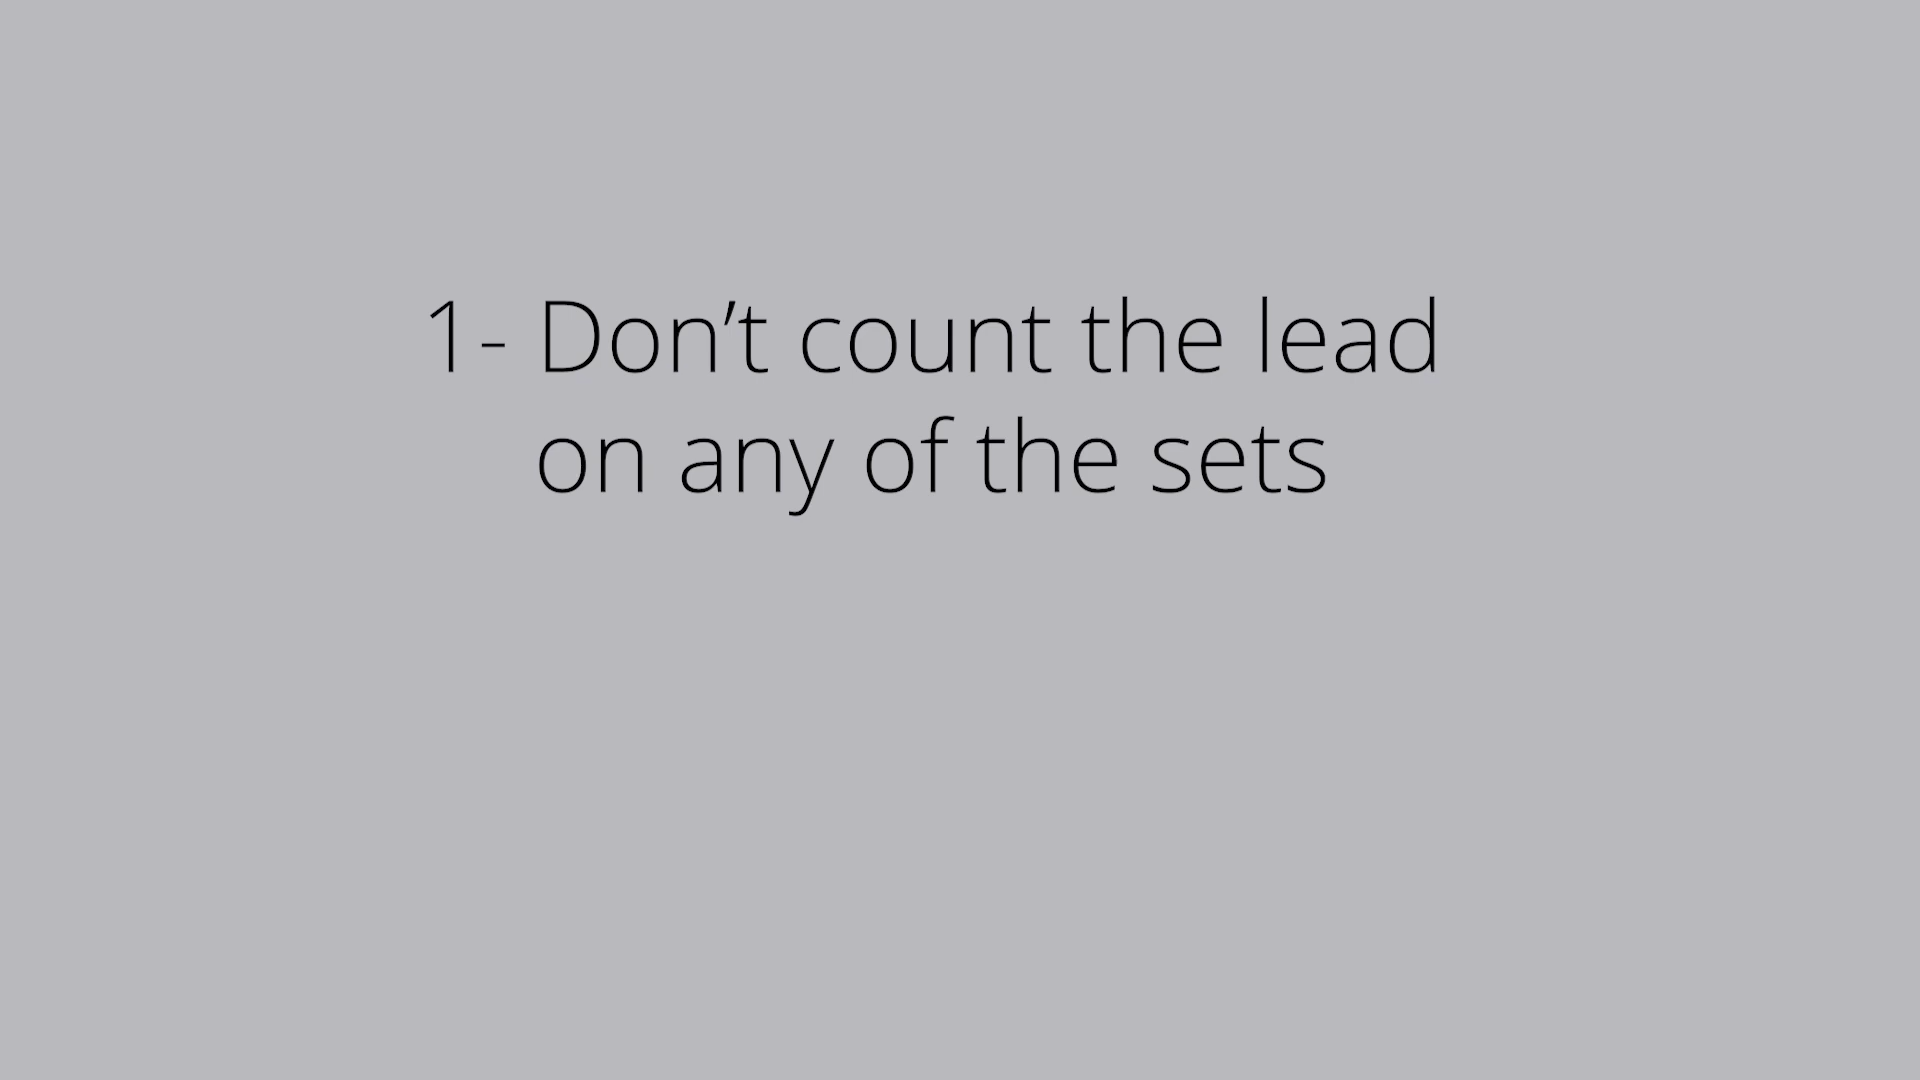 1- Don’t count the lead
on any of the sets